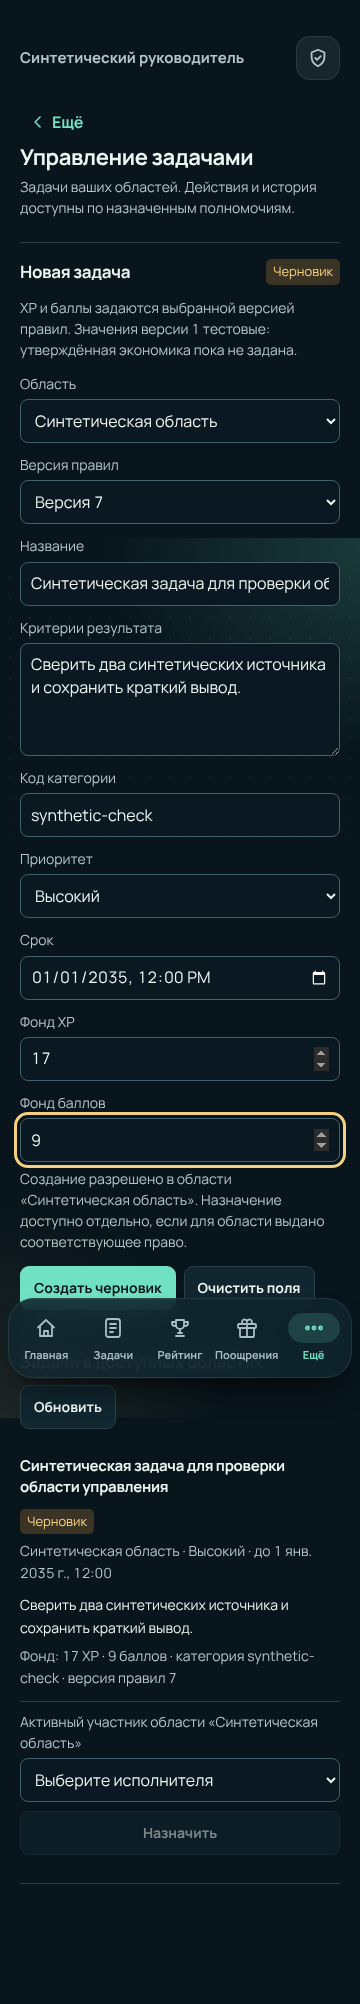 Синтетический руководитель
Ещё
Управление задачами
Задачи ваших областей. Действия и история
доступны по назначенным полномочиям.
Новая задача
Черновик
XP и баллы задаются выбранной версией
правил. Значения версии 1 тестовые:
утверждённая экономика пока не задана.
Область
Синтетическая область
Версия правил
Версия 7
Название
Синтетическая задача для проверки об
Критерии результата
Сверить два синтетических источника
и сохранить краткий вывод.
Код категории
synthetic-check
Приоритет
Высокий
Срок
01/01/2035, 12:00 PM
Фонд XP
17
Фонд баллов
9
Создание разрешено в области
«Синтетическая область». Назначение
доступно отдельно, если для области выдано
соответствующее право.
Создать черновик
Очистить поля
Главная
Задачи
Рейтинг
Поощрения
Ещё
Задачи в доступных областях
Обновить
Синтетическая задача для проверки
области управления
Черновик
Синтетическая область · Высокий · до 1 янв.
2035 г., 12:00
Сверить два синтетических источника и
сохранить краткий вывод.
Фонд: 17 XP · 9 баллов · категория synthetic-
check · версия правил 7
Активный участник области «Синтетическая
область»
Выберите исполнителя
Назначить